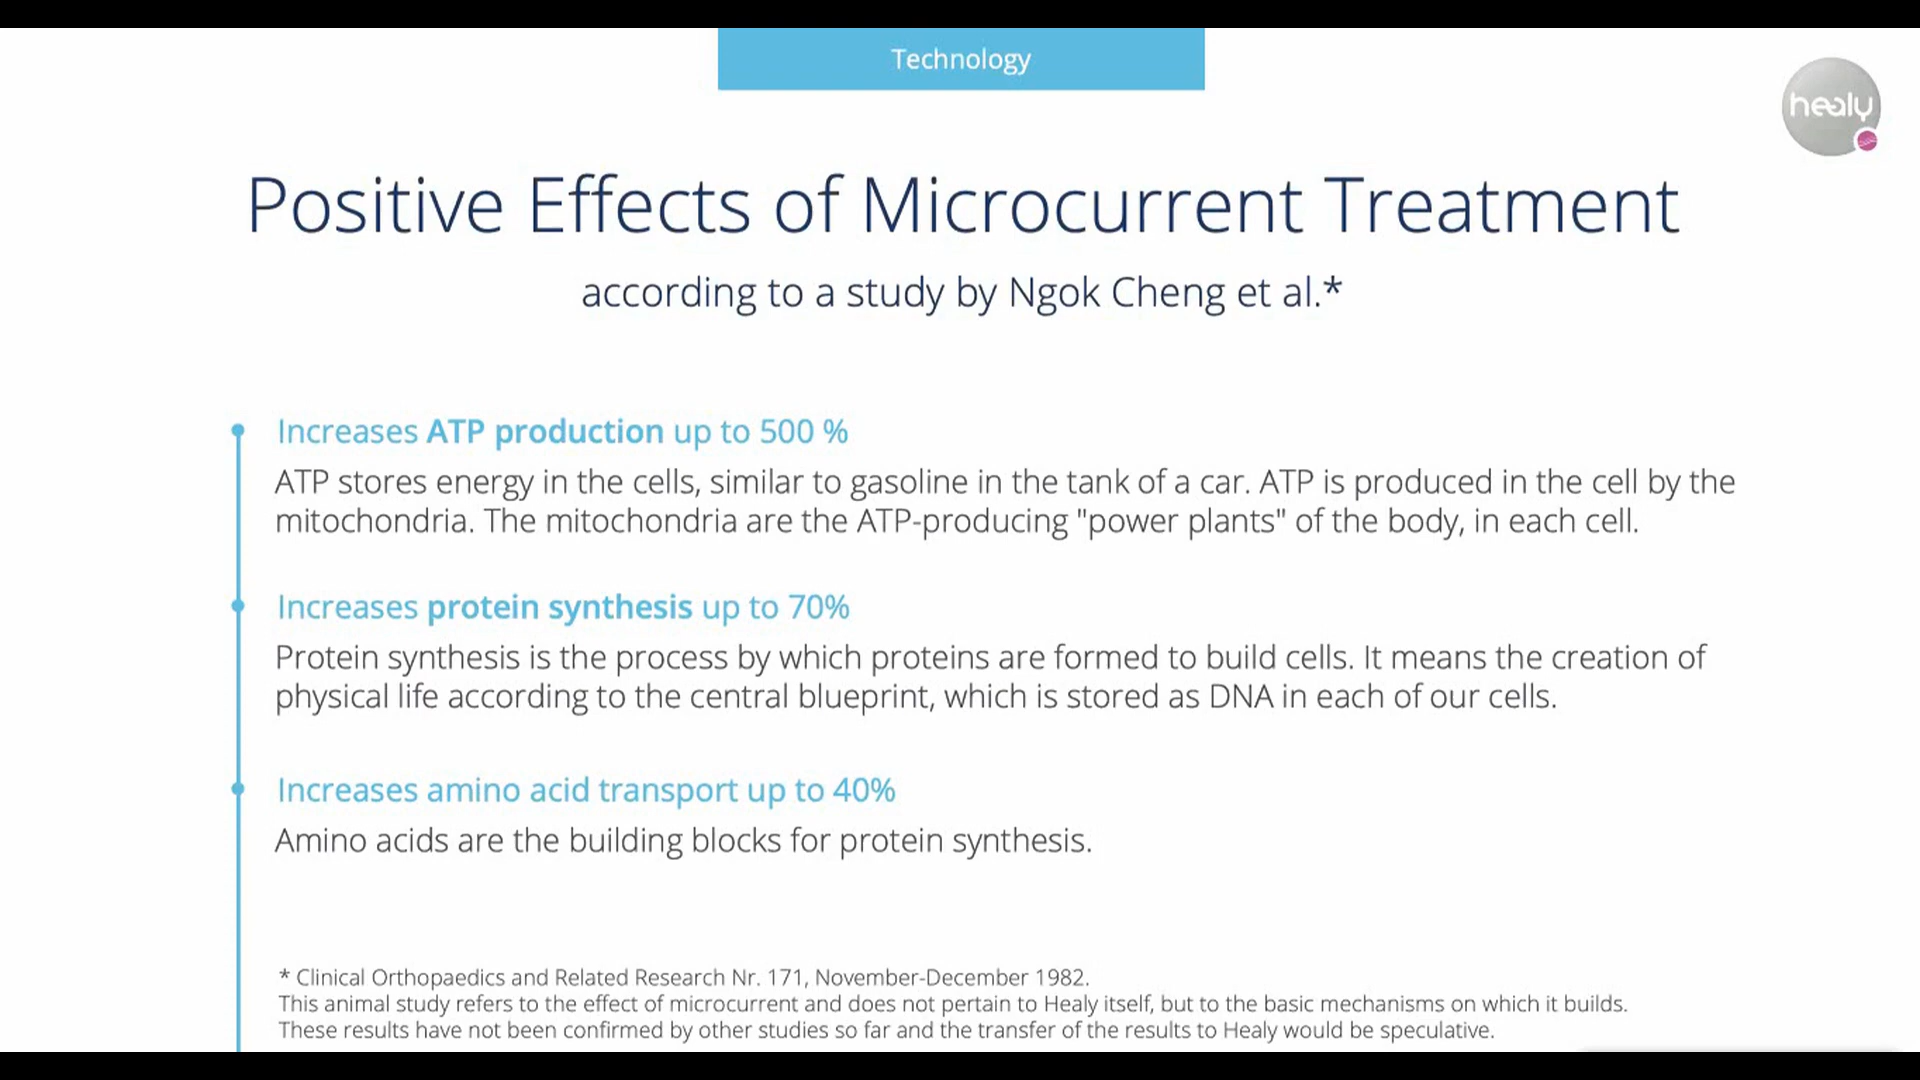 Technology
healy
Positive Effects of Microcurrent Treatment
according to a study by Ngok Cheng et al.*
Increases ATP production up to 500 %
ATP stores energy in the cells, similar to gasoline in the tank of a car. ATP is produced in the cell by the
mitochondria. The mitochondria are the ATP-producing "power plants" of the body, in each cell.
Increases protein synthesis up to 70%
Protein synthesis is the process by which proteins are formed to build cells. It means the creation of
physical life according to the central blueprint, which is stored as DNA in each of our cells.
Increases amino acid transport up to 40%
Amino acids are the building blocks for protein synthesis.
* Clinical Orthopaedics and Related Research Nr. 171, November-December 1982.
This animal study refers to the effect of microcurrent and does not pertain to Healy itself, but to the basic mechanisms on which it builds.
These results have not been confirmed by other studies so far and the transfer of the results to Healy would be speculative.